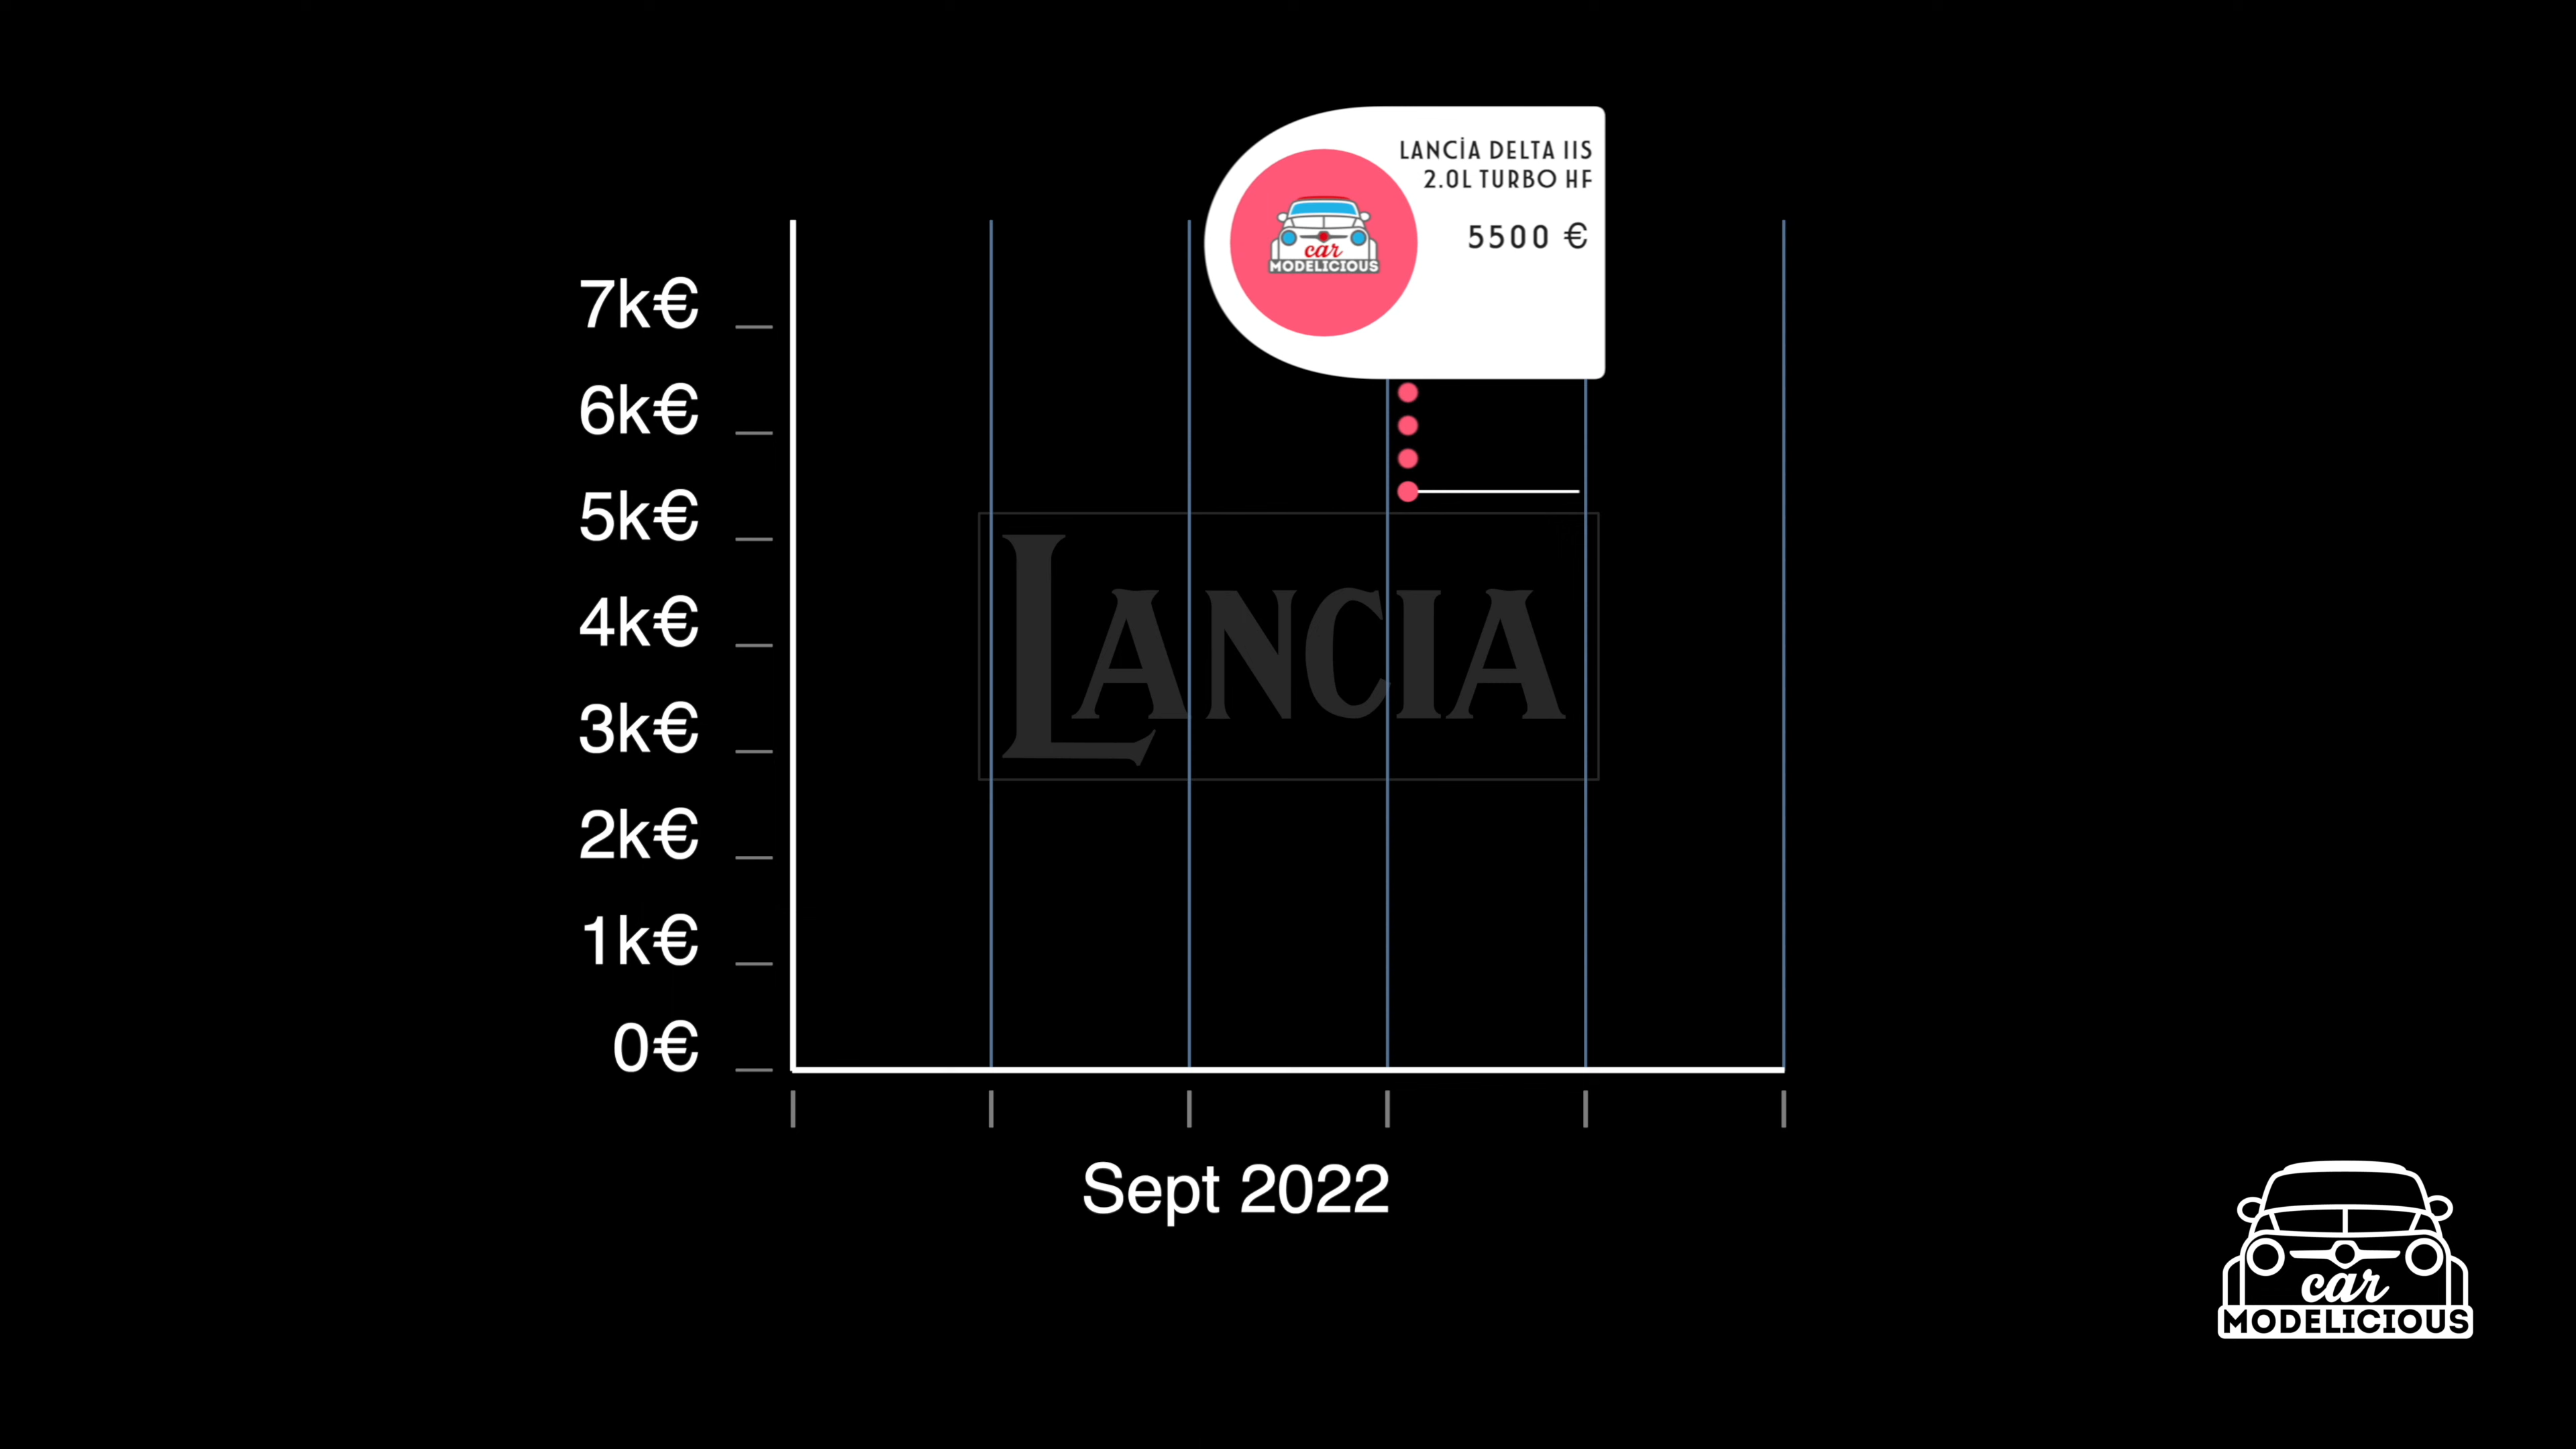 LANCİA DELTA IIS
2.0L TURBO HF
5500 €
car
MODELICIOUS
7k€
6k€
5k€
4k€
3k€
2k€
1k€
0€
LANCIA
Sept 2022
car
MODELICIOUS